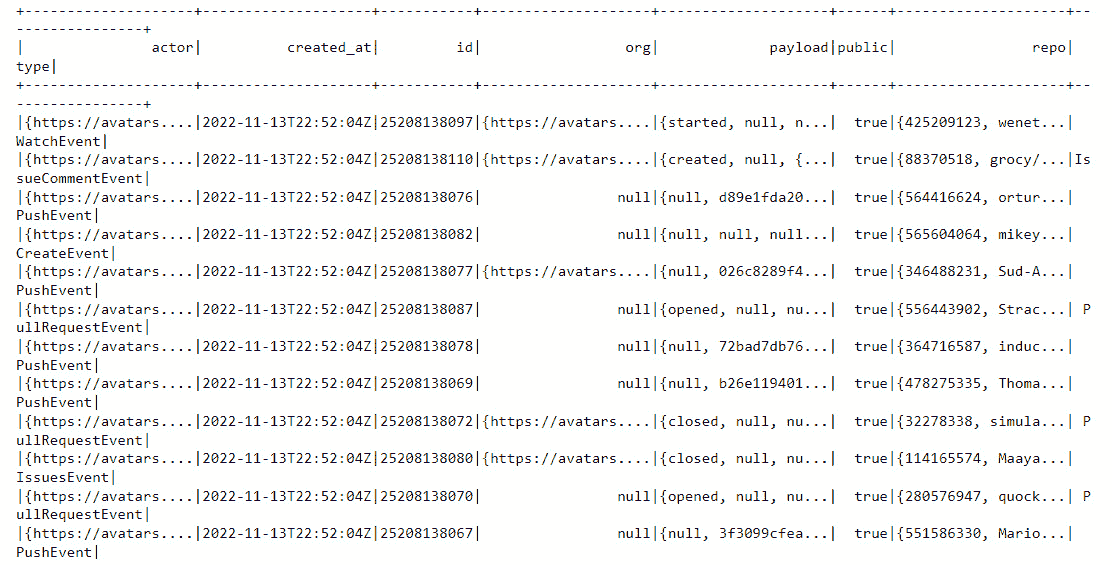 +--------------------+--------------------+-----------+--------------------+--------------------+------+--------------------+--
---------------+
|               actor|          created_at|         id|                 org|             payload|public|                repo|
type|
+--------------------+--------------------+-----------+--------------------+--------------------+------+--------------------+--
---------------+
|{https://avatars....|2022-11-13T22:52:04Z|25208138097|{https://avatars....|{started, null, n...|  true|{425209123, wenet...|
WatchEvent|
|{https://avatars....|2022-11-13T22:52:04Z|25208138110|{https://avatars....|{created, null, {...|  true|{88370518, grocy/...|Is
sueCommentEvent|
|{https://avatars....|2022-11-13T22:52:04Z|25208138076|                null|{null, d89e1fda20...|  true|{564416624, ortur...|
PushEvent|
|{https://avatars....|2022-11-13T22:52:04Z|25208138082|                null|{null, null, null...|  true|{565604064, mikey...|
CreateEvent|
|{https://avatars....|2022-11-13T22:52:04Z|25208138077|{https://avatars....|{null, 026c8289f4...|  true|{346488231, Sud-A...|
PushEvent|
|{https://avatars....|2022-11-13T22:52:04Z|25208138087|                null|{opened, null, nu...|  true|{556443902, Strac...| P
ullRequestEvent|
|{https://avatars....|2022-11-13T22:52:04Z|25208138078|                null|{null, 72bad7db76...|  true|{364716587, induc...|
PushEvent|
|{https://avatars....|2022-11-13T22:52:04Z|25208138069|                null|{null, b26e119401...|  true|{478275335, Thoma...|
PushEvent|
|{https://avatars....|2022-11-13T22:52:04Z|25208138072|{https://avatars....|{closed, null, nu...|  true|{32278338, simula...| P
ullRequestEvent|
|{https://avatars....|2022-11-13T22:52:04Z|25208138080|{https://avatars....|{closed, null, nu...|  true|{114165574, Maaya...|
IssuesEvent|
|{https://avatars....|2022-11-13T22:52:04Z|25208138070|                null|{opened, null, nu...|  true|{280576947, quock...| P
ullRequestEvent|
|{https://avatars....|2022-11-13T22:52:04Z|25208138067|                null|{null, 3f3099cfea...|  true|{551586330, Mario...|
PushEvent|